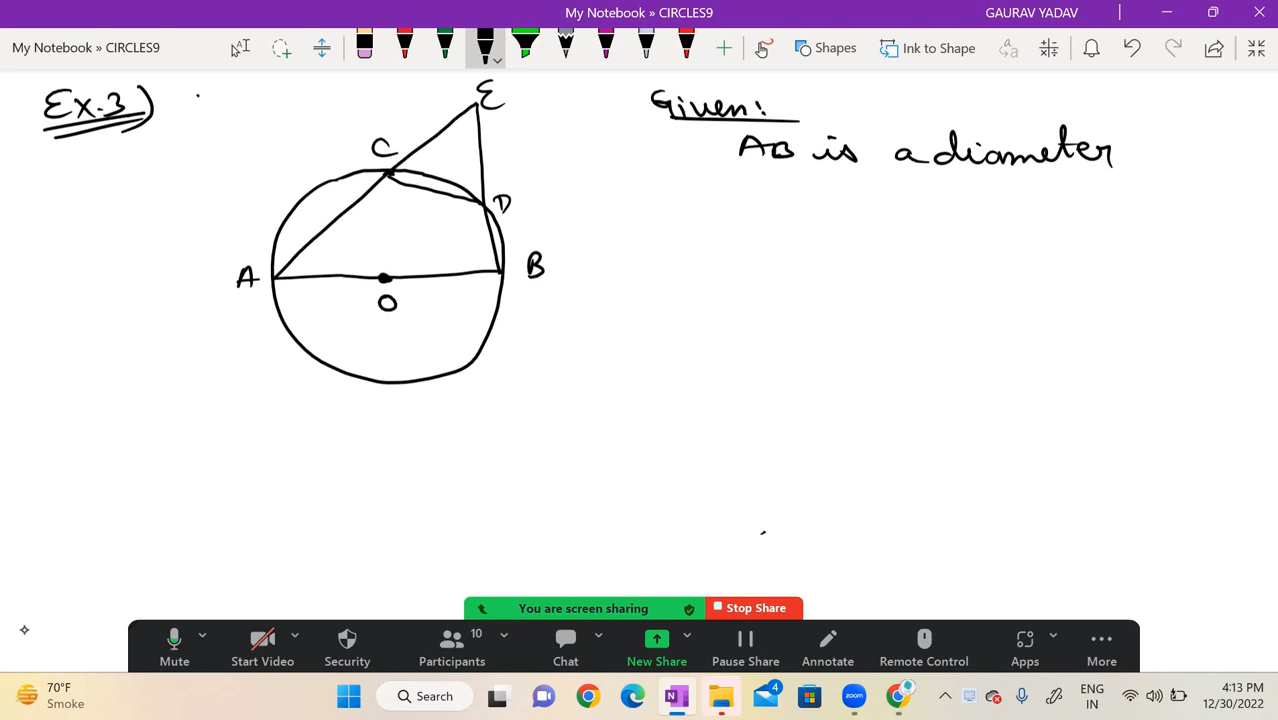 My Notebook » CIRCLES9
GAURAV YADAV
My Notebook » CIRCLES9
Shapes
Ink to Shape
Ex-3)
E
C
D
A
B
O
Given:
AB is a diameter
You are screen sharing
Stop Share
Mute
Start Video
Security
10
Participants
Chat
New Share
Pause Share
Annotate
Remote Control
Apps
More
70°F
Smoke
Search
4
zoom
ENG
IN
4:13 PM
12/30/2022